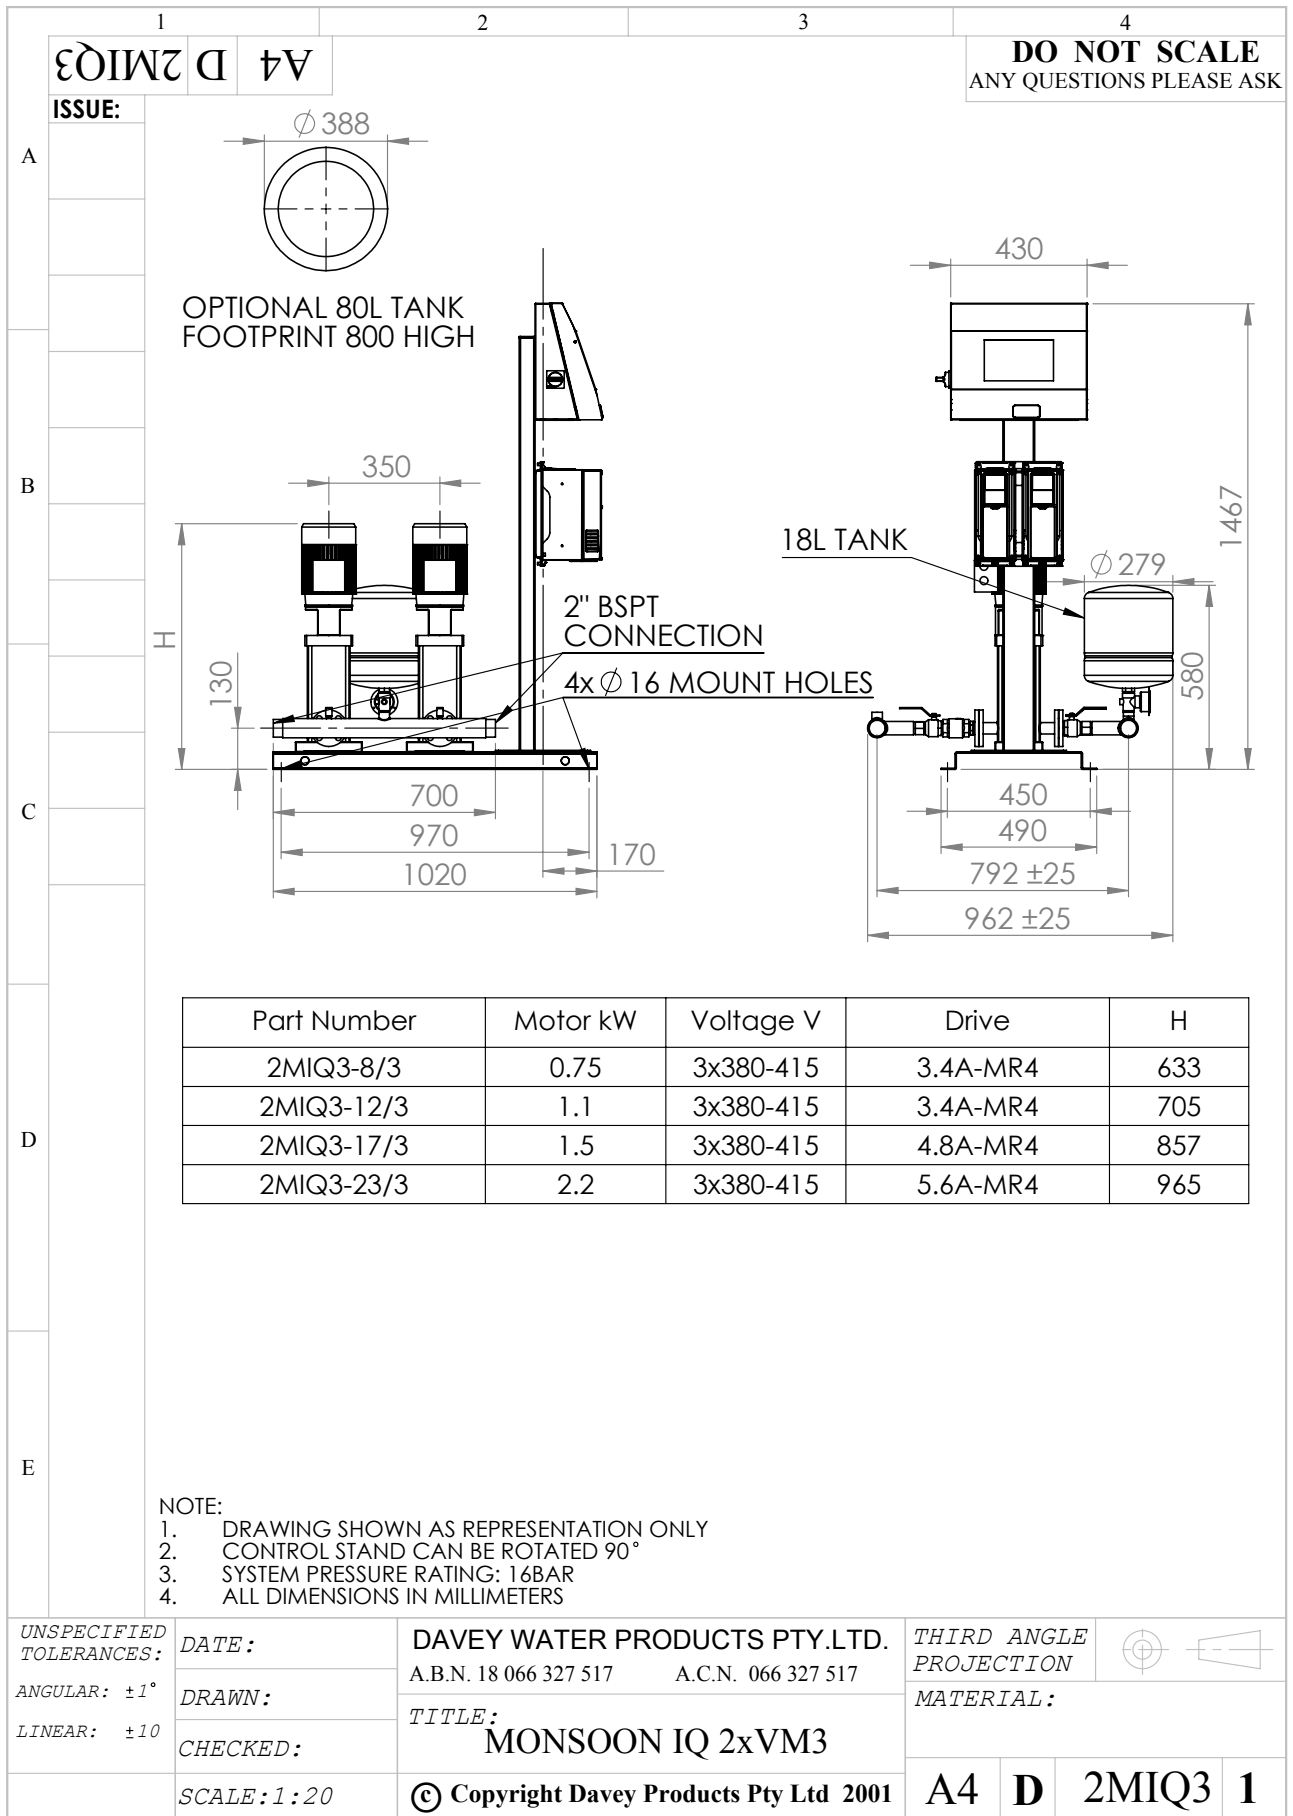 1 2 3 4
2MIQ3 D A4
DO NOT SCALE
ANY QUESTIONS PLEASE ASK
ISSUE:
A
B
C
D
E
∅ 388
OPTIONAL 80L TANK
FOOTPRINT 800 HIGH
350
H
130
2" BSPT
CONNECTION
4x ∅ 16 MOUNT HOLES
700
970
1020
170
430
1467
18L TANK
∅ 279
580
450
490
792 ±25
962 ±25
Part Number Motor kW Voltage V Drive H
2MIQ3-8/3 0.75 3x380-415 3.4A-MR4 633
2MIQ3-12/3 1.1 3x380-415 3.4A-MR4 705
2MIQ3-17/3 1.5 3x380-415 4.8A-MR4 857
2MIQ3-23/3 2.2 3x380-415 5.6A-MR4 965
NOTE:
1. DRAWING SHOWN AS REPRESENTATION ONLY
2. CONTROL STAND CAN BE ROTATED 90°
3. SYSTEM PRESSURE RATING: 16BAR
4. ALL DIMENSIONS IN MILLIMETERS
UNSPECIFIED
TOLERANCES:
ANGULAR: ±1°
LINEAR: ±10
DATE:
DRAWN:
CHECKED:
SCALE:1:20
DAVEY WATER PRODUCTS PTY.LTD.
A.B.N. 18 066 327 517 A.C.N. 066 327 517
TITLE:
MONSOON IQ 2xVM3
© Copyright Davey Products Pty Ltd 2001
THIRD ANGLE
PROJECTION
MATERIAL:
A4 D 2MIQ3 1